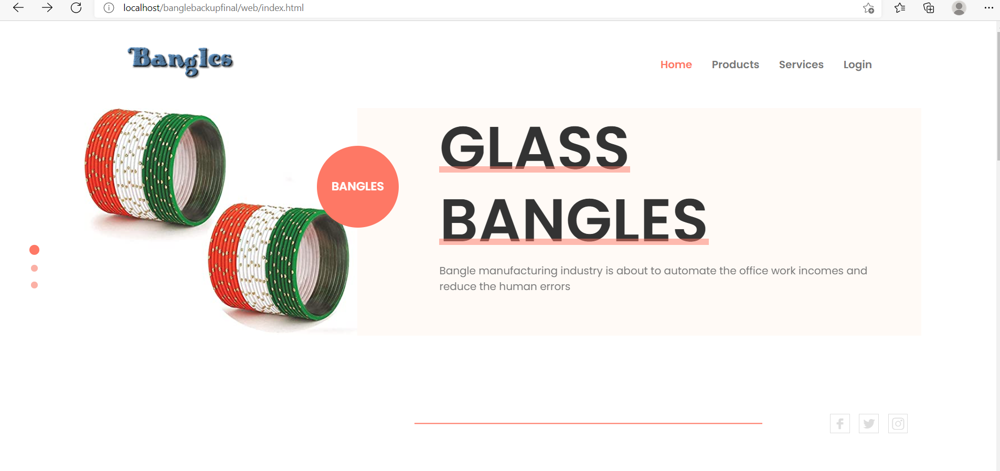 localhost/banglebackupfinal/web/index.html
Bangles
Home Products Services Login
GLASS
BANGLES
BANGLES
Bangle manufacturing industry is about to automate the office work incomes and
reduce the human errors